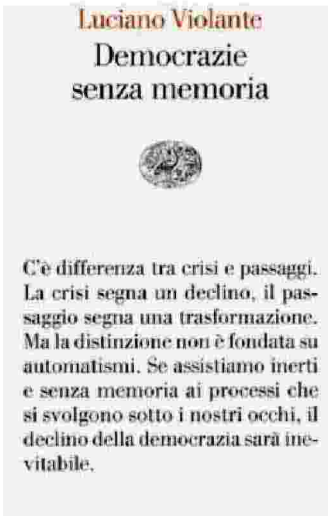 Luciano Violante
Democrazie
senza memoria
C'è differenza tra crisi e passaggi.
La crisi segna un declino, il pas-
saggio segna una trasformazione.
Ma la distinzione non è fondata su
automatismi. Se assistiamo inerti
e senza memoria ai processi che
si svolgono sotto i nostri occhi, il
declino della democrazia sarà ine-
vitabile.